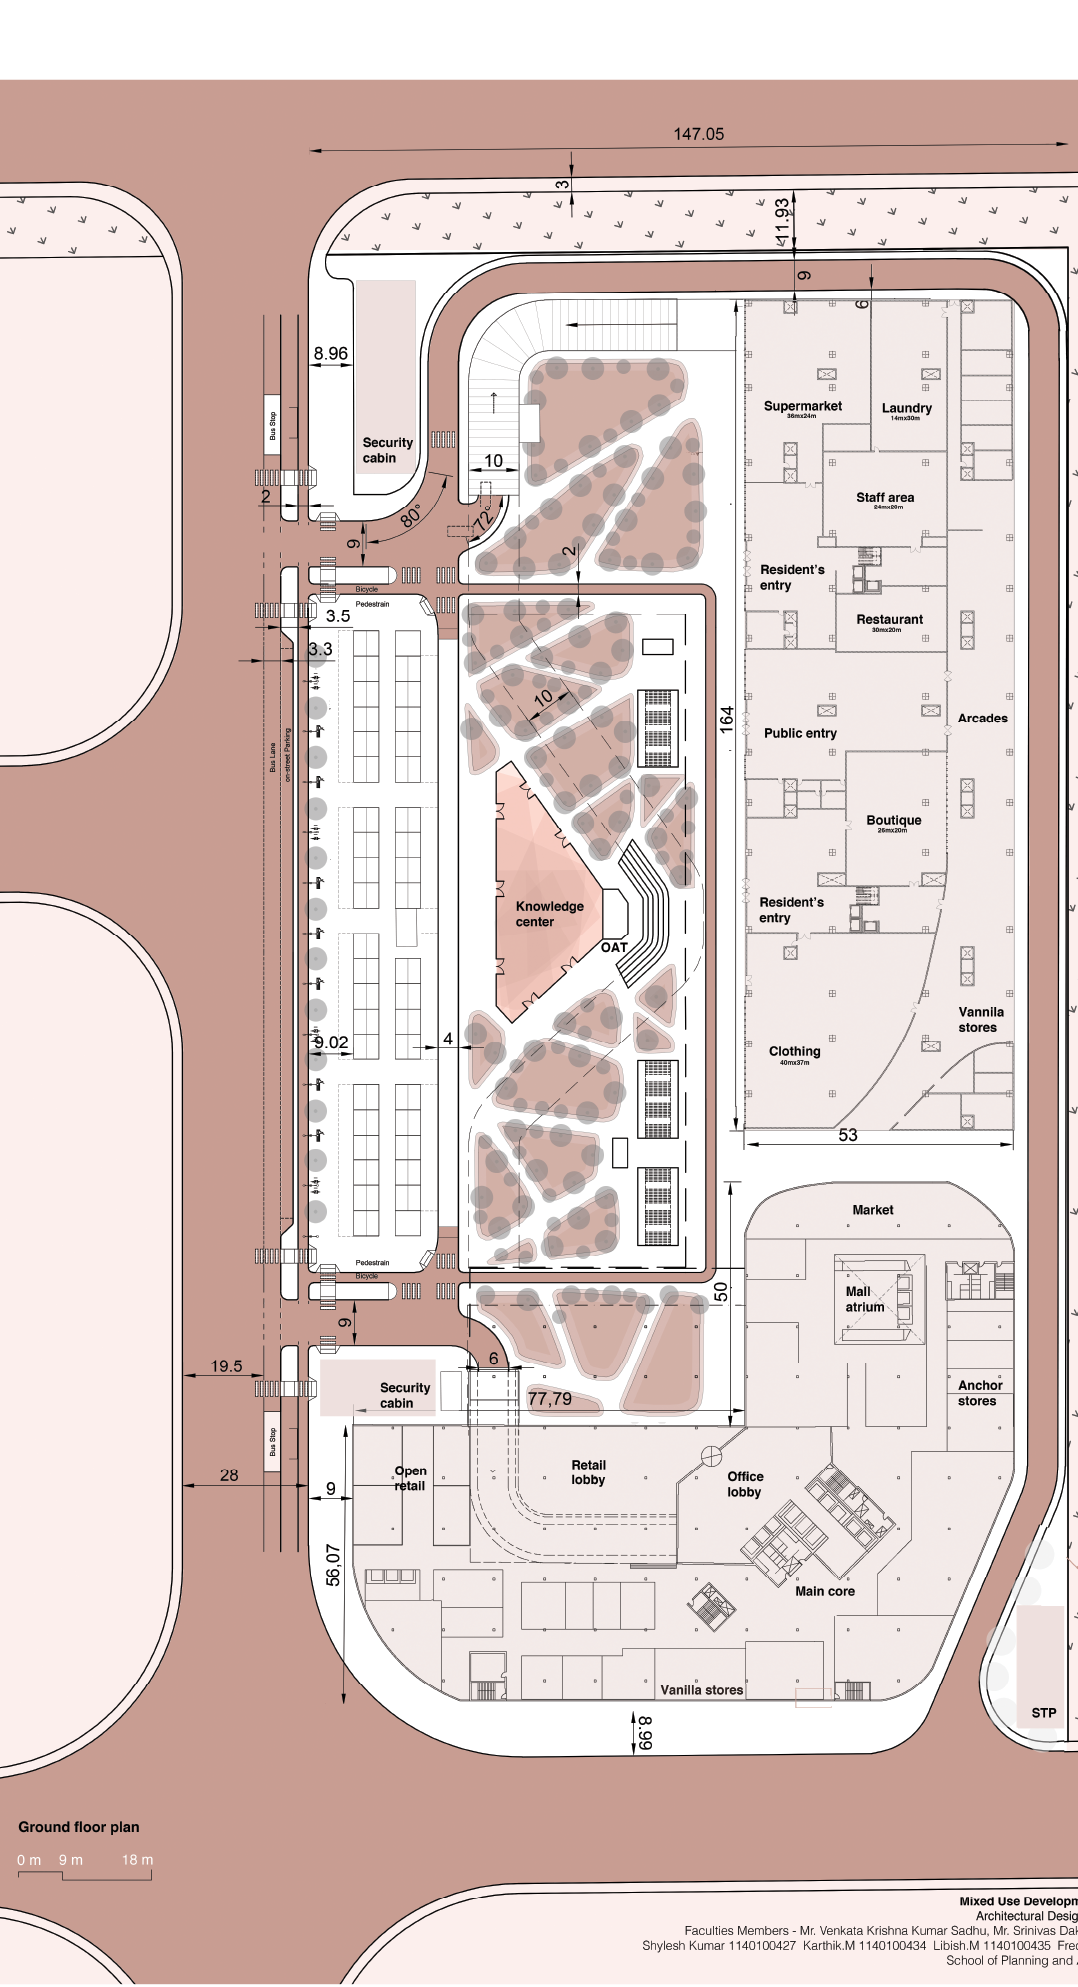 147.05
3
11.93
9
6
8.96
Bus Stop
Security
cabin
Supermarket
36mx24m
Laundry
14mx30m
10
2
80°
72°
9
Staff area
24mx20m
2
Resident's
entry
Bicycle
Pedestrain
3.5
Restaurant
30mx20m
3.3
10
164
Arcades
Public entry
Bus Lane
on-street Parking
Boutique
26mx20m
Knowledge
center
Resident's
entry
OAT
Vannila
stores
9.02
4
Clothing
40mx37m
53
Market
Pedestrain
Bicycle
50
Mall
atrium
9
19.5
6
Security
cabin
77,79
Anchor
stores
Bus Stop
28
9
Open
retail
Retail
lobby
Office
lobby
56,07
Main core
Vanilla stores
8.99
STP
Ground floor plan
0 m 9 m 18 m
Mixed Use
Architectural
Faculties Members - Mr. Venkata Krishna Kumar Sadhu, Mr. Srinivas
Shylesh Kumar 1140100427 Karthik.M 1140100434 Libish.M 1140100435
School of Planning and